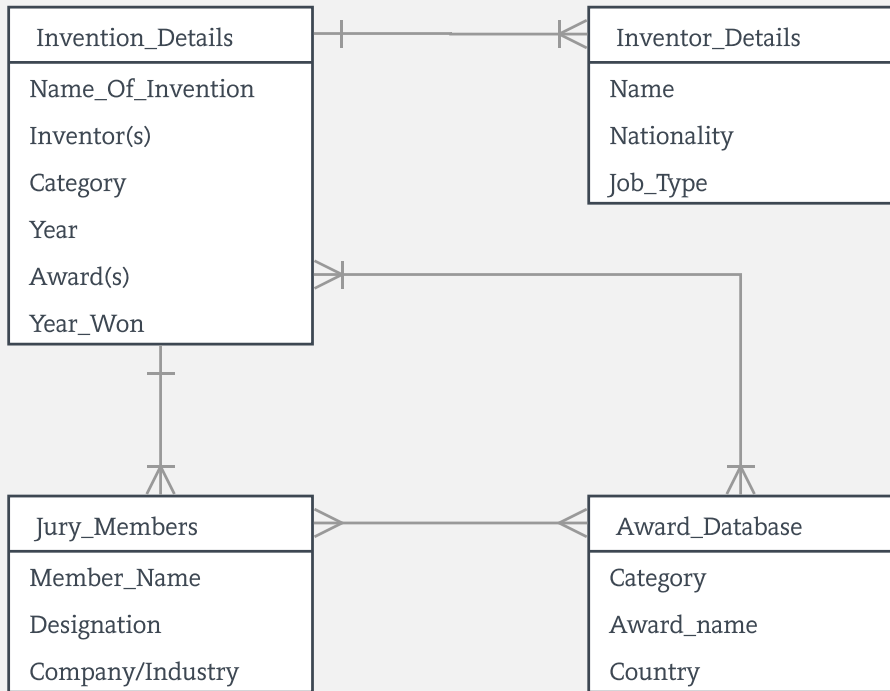 Invention_Details
Name_Of_Invention
Inventor(s)
Category
Year
Award(s)
Year_Won
Inventor_Details
Name
Nationality
Job_Type
Jury_Members
Member_Name
Designation
Company/Industry
Award_Database
Category
Award_name
Country